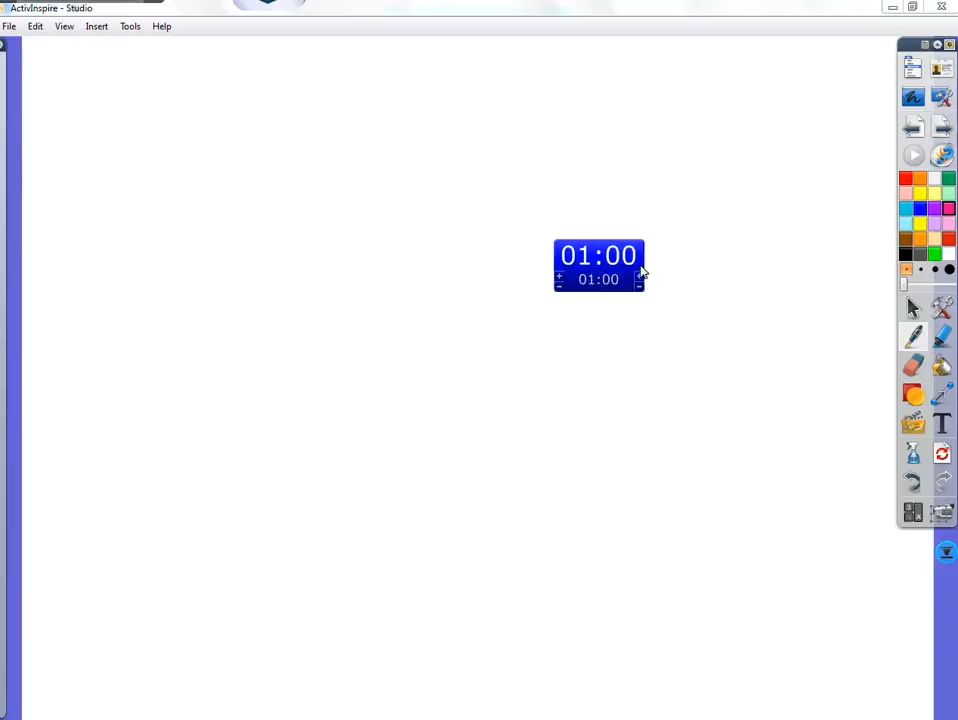 ActivInspire - Studio
File Edit View Insert Tools Help
01:00
01:00
T